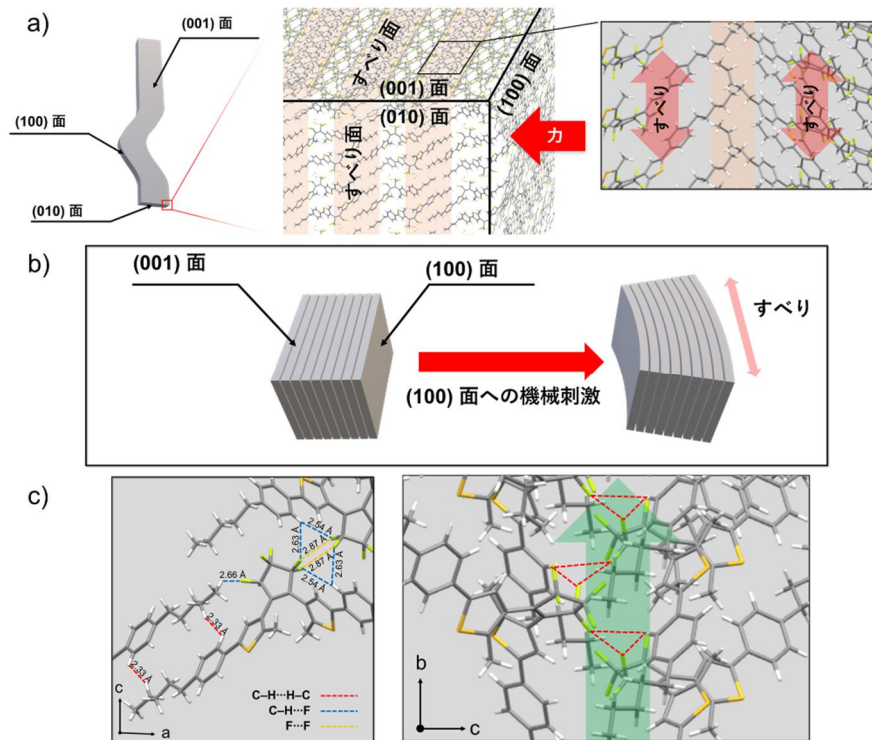 a)
(001) 面
(100) 面
(010) 面
すべり面
(001) 面
(010) 面
(100) 面
すべり面
力
すべり
すべり
b)
(001) 面
(100) 面
(100) 面への機械刺激
すべり
c)
2.54 Å
2.63 Å
2.87 Å
2.87 Å
2.63 Å
2.54 Å
2.66 Å
2.33 Å
2.33 Å
C–H···H–C
C–H···F
F···F
c
a
b
c